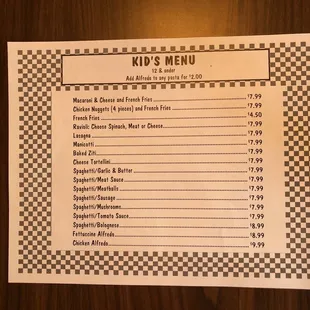 KID'S MENU
12 & under
Add Alfredo to any pasta for $2.00
Macaroni & Cheese and French Fries $7.99
Chicken Nuggets (4 pieces) and French Fries $7.99
French Fries $4.50
Ravioli: Cheese Spinach, Meat or Cheese $7.99
Lasagna $7.99
Manicotti $7.99
Baked Ziti $7.99
Cheese Tortellini $7.99
Spaghetti/Garlic & Butter $7.99
Spaghetti/Meat Sauce $7.99
Spaghetti/Meatballs $7.99
Spaghetti/Sausage $7.99
Spaghetti/Mushrooms $7.99
Spaghetti/Tomato Sauce $7.99
Spaghetti/Bolognese $8.99
Fettuccine Alfredo $8.99
Chicken Alfredo $9.99